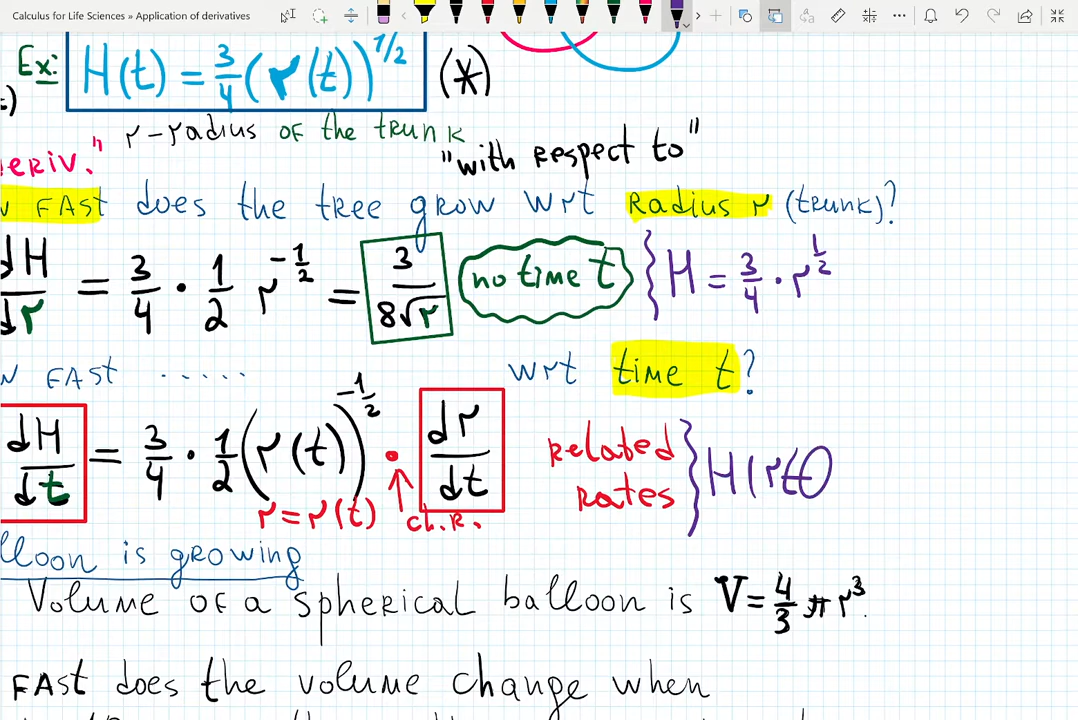 Calculus for Life Sciences » Application of derivatives
Ex: H(t) = 3/4 (r(t))^1/2 (*)
r - radius of the trunk
"with respect to"
FAST does the tree grow wrt Radius r (trunk)?
dH/dr = 3/4 · 1/2 r^-1/2 = 3/(8√r) no time t } H = 3/4 · r^1/2
FAST ..... wrt time t?
dH/dt = 3/4 · 1/2 (r(t))^-1/2 · dr/dt related rates } H(r(t)
r = r(t) ch.R.
is growing
Volume of a spherical balloon is V = 4/3 π r^3.
FAST does the volume change when